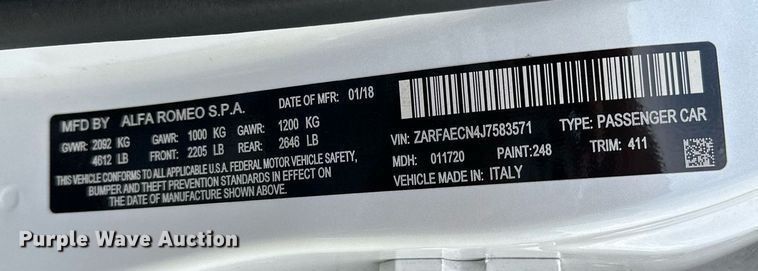 MFD BY ALFA ROMEO S.P.A. DATE OF MFR: 01/18
GVWR: 2092 KG GAWR: 1000 KG GAWR: 1200 KG
4612 LB FRONT: 2205 LB REAR: 2646 LB
THIS VEHICLE CONFORMS TO ALL APPLICABLE U.S.A. FEDERAL MOTOR VEHICLE SAFETY,
BUMPER AND THEFT PREVENTION STANDARDS IN EFFECT ON
THE DATE OF MANUFACTURE SHOWN ABOVE.
VIN: ZARFAECN4J7583571 TYPE: PASSENGER CAR
MDH: 011720 PAINT: 248 TRIM: 411
VEHICLE MADE IN: ITALY
Purple Wave Auction